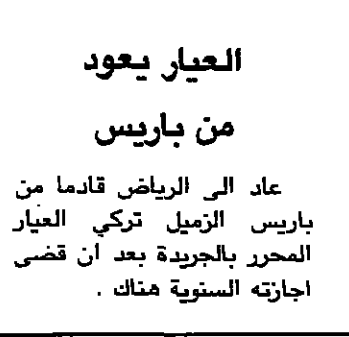 العيار يعود
من باريس
عاد الى الرياض قادما من
باريس الزميل تركي العيار
المحرر بالجريدة بعد ان قضى
اجازته السنوية هناك .